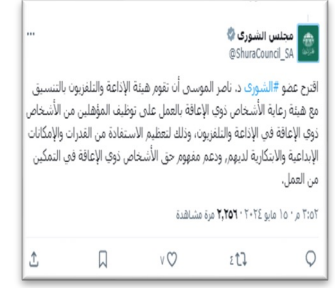 مجلس الشورى
@ShuraCouncil_SA
اقترح عضو #الشورى د. ناصر الموسى أن تقوم هيئة الإذاعة والتلفزيون بالتنسيق
مع هيئة رعاية الأشخاص ذوي الإعاقة بالعمل على توظيف المؤهلين من الأشخاص
ذوي الإعاقة في الإذاعة والتلفزيون، وذلك لتعظيم الاستفادة من القدرات والإمكانات
الإبداعية والابتكارية لديهم، ودعم مفهوم حق الأشخاص ذوي الإعاقة في التمكين
من العمل.
٣:٥٢ م · ١٥ مايو ٢٠٢٤ · ٢,٢٥٦ مرة مشاهدة
٤ ٧